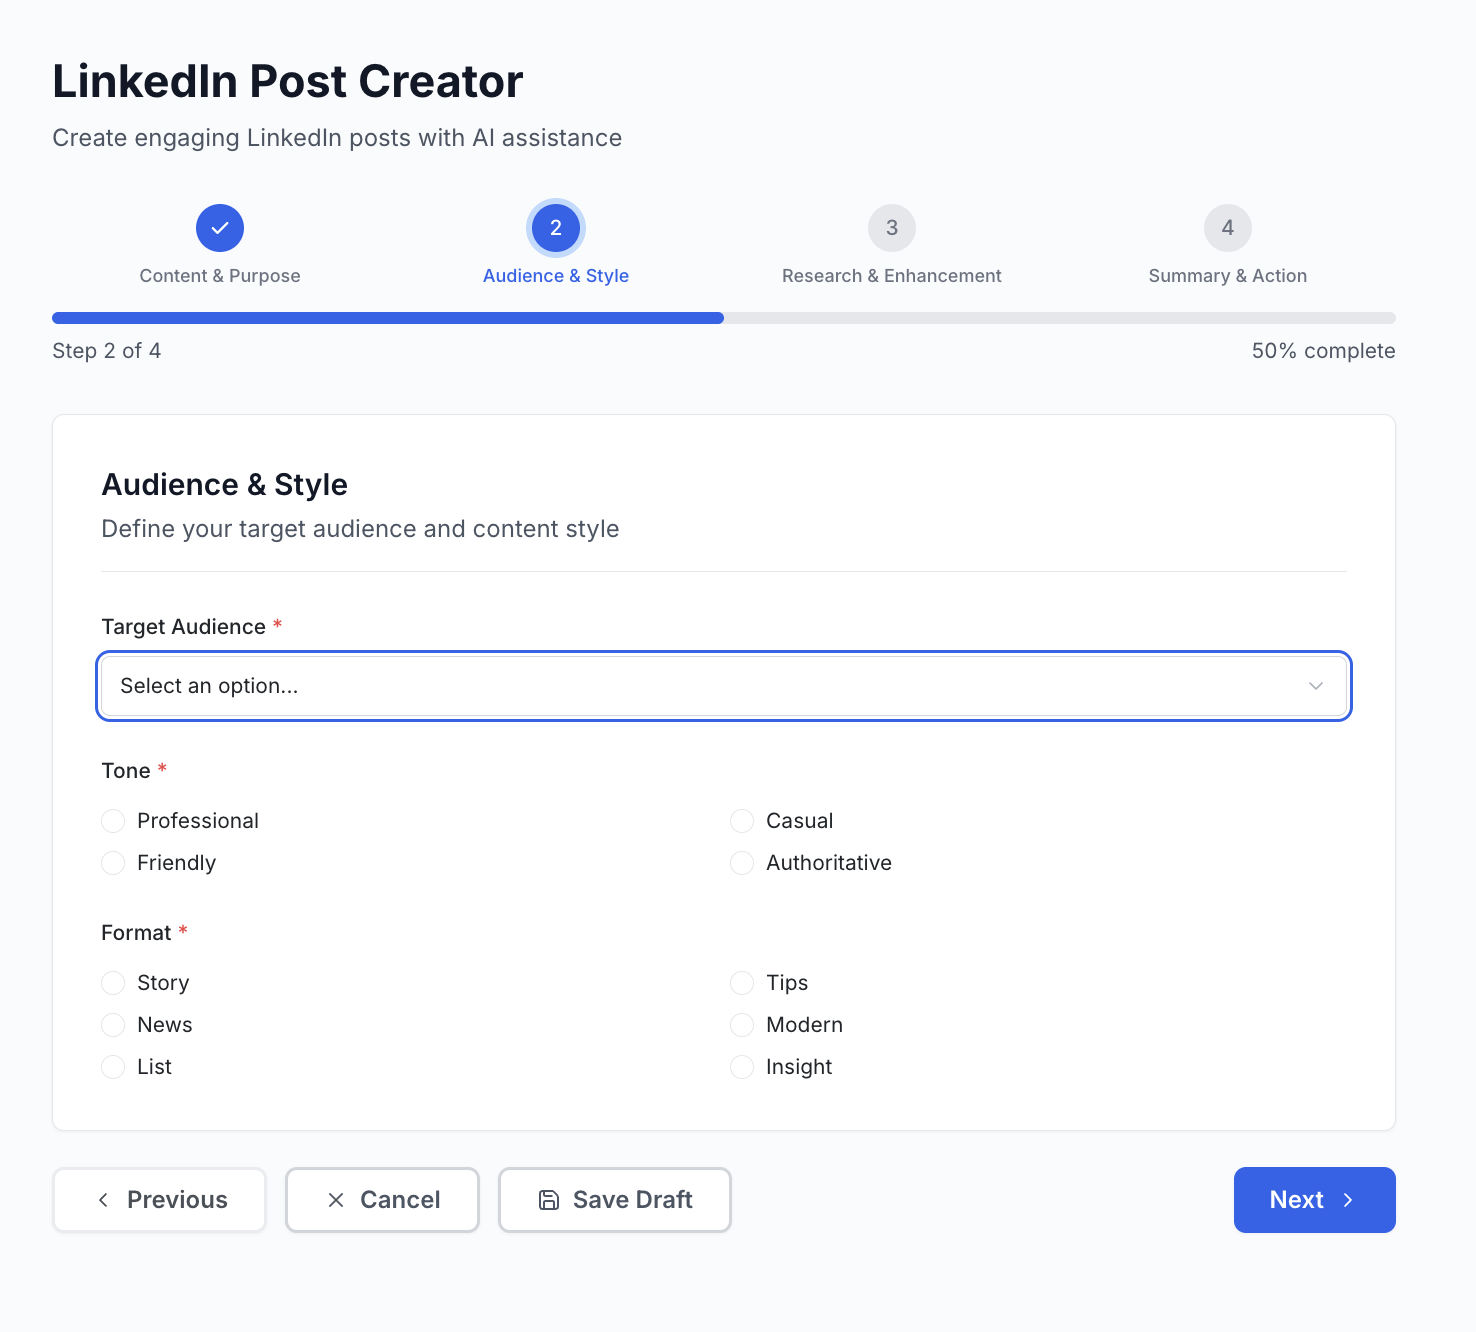 LinkedIn Post Creator
Create engaging LinkedIn posts with AI assistance
2 3 4
Content & Purpose Audience & Style Research & Enhancement Summary & Action
Step 2 of 4 50% complete
Audience & Style
Define your target audience and content style
Target Audience *
Select an option...
Tone *
Professional Casual
Friendly Authoritative
Format *
Story Tips
News Modern
List Insight
Previous Cancel Save Draft Next